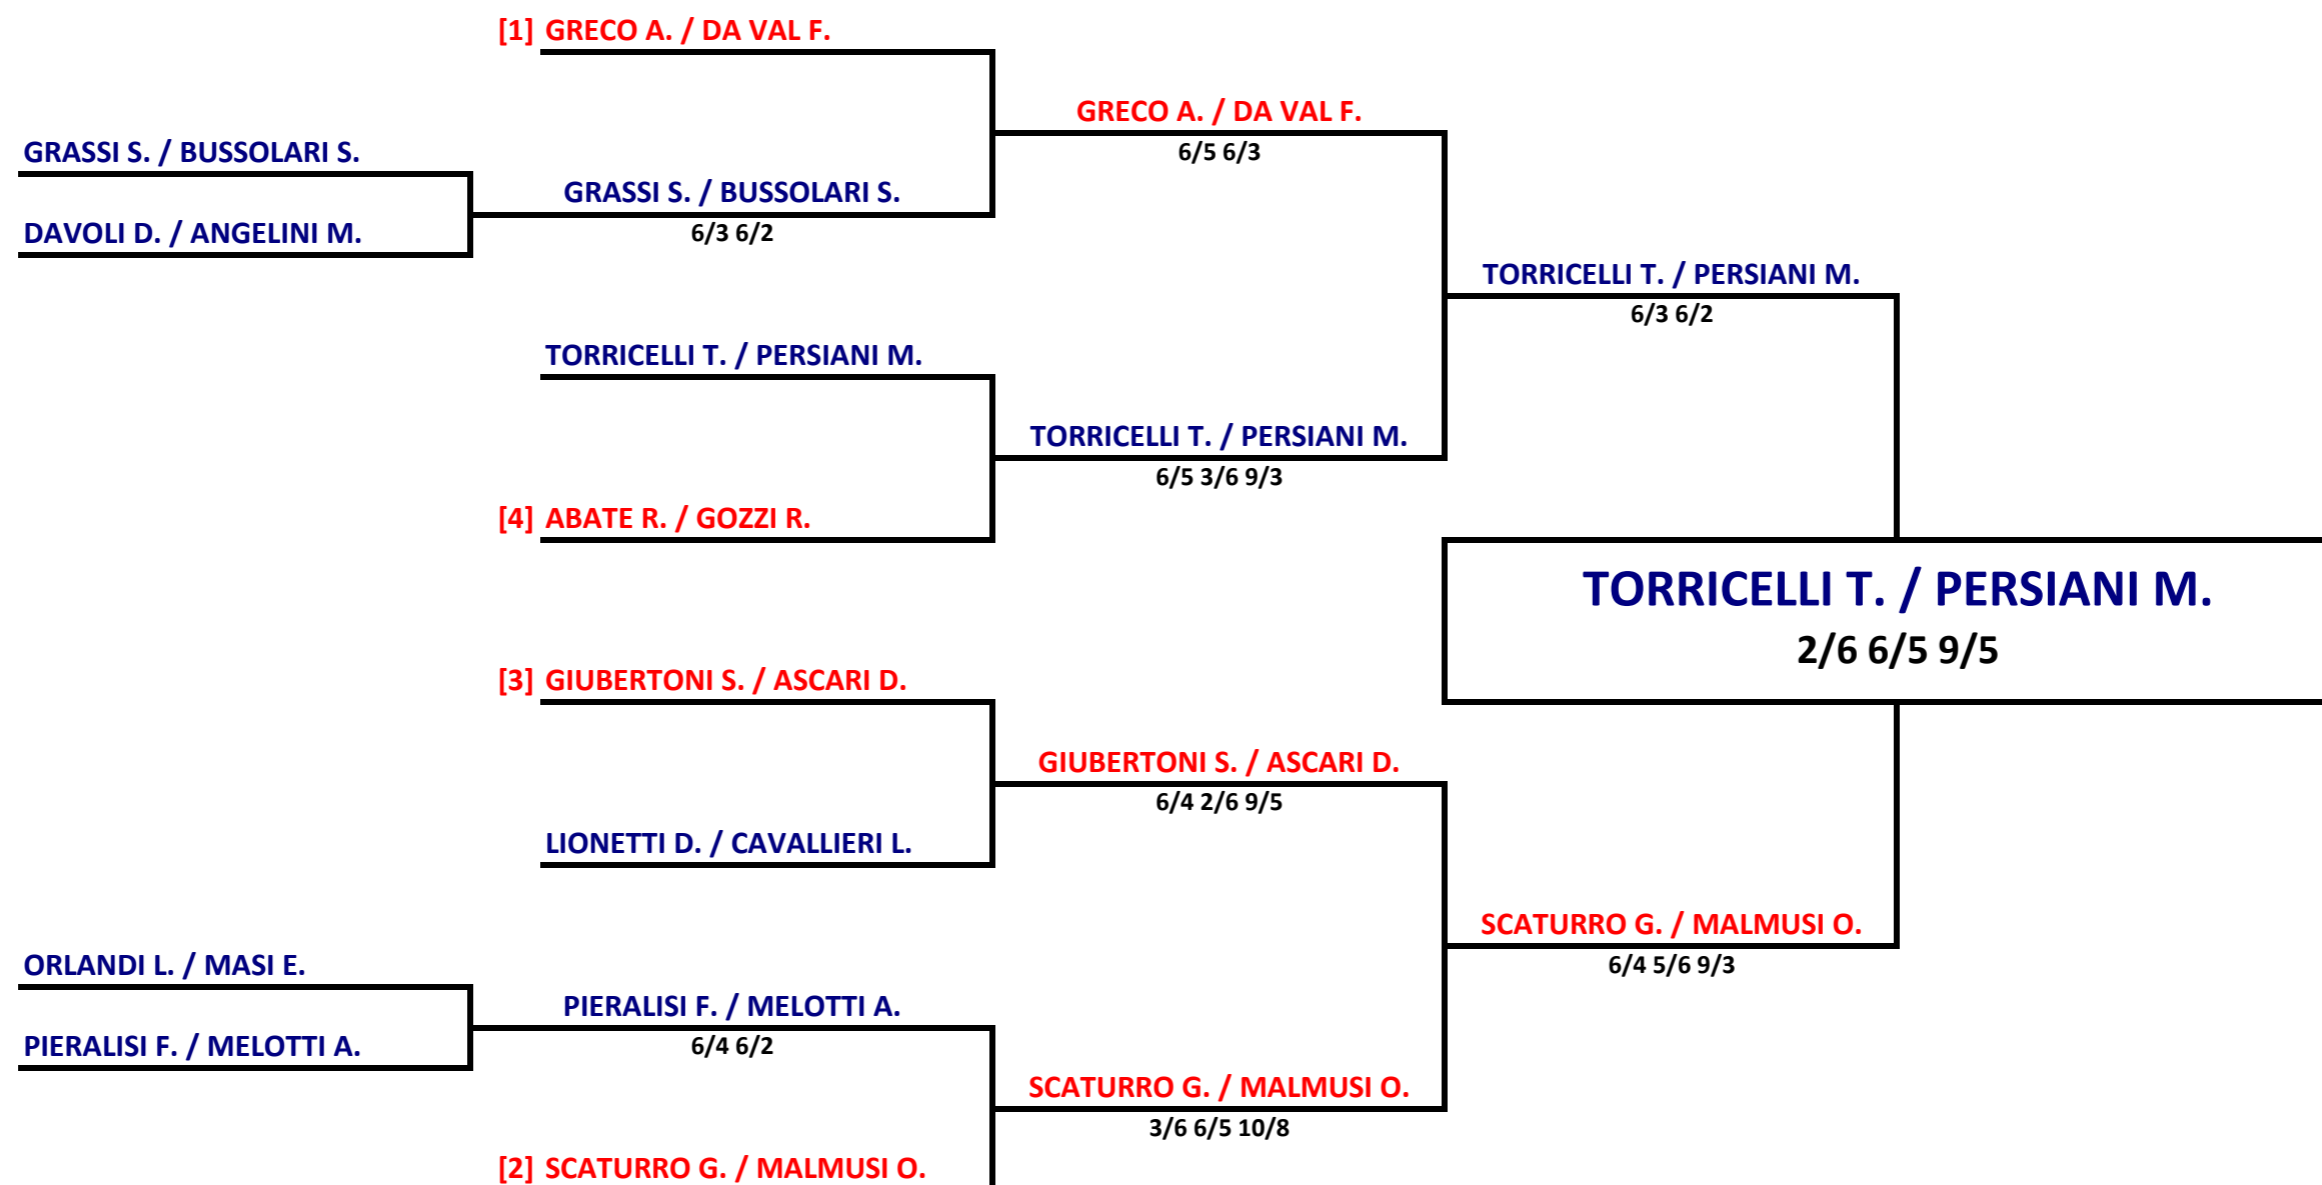 [1] GRECO A. / DA VAL F.
GRECO A. / DA VAL F.
6/5 6/3
GRASSI S. / BUSSOLARI S.
GRASSI S. / BUSSOLARI S.
6/3 6/2
DAVOLI D. / ANGELINI M.
TORRICELLI T. / PERSIANI M.
6/3 6/2
TORRICELLI T. / PERSIANI M.
TORRICELLI T. / PERSIANI M.
6/5 3/6 9/3
[4] ABATE R. / GOZZI R.
TORRICELLI T. / PERSIANI M.
2/6 6/5 9/5
[3] GIUBERTONI S. / ASCARI D.
GIUBERTONI S. / ASCARI D.
6/4 2/6 9/5
LIONETTI D. / CAVALLIERI L.
SCATURRO G. / MALMUSI O.
6/4 5/6 9/3
ORLANDI L. / MASI E.
PIERALISI F. / MELOTTI A.
6/4 6/2
PIERALISI F. / MELOTTI A.
SCATURRO G. / MALMUSI O.
3/6 6/5 10/8
[2] SCATURRO G. / MALMUSI O.